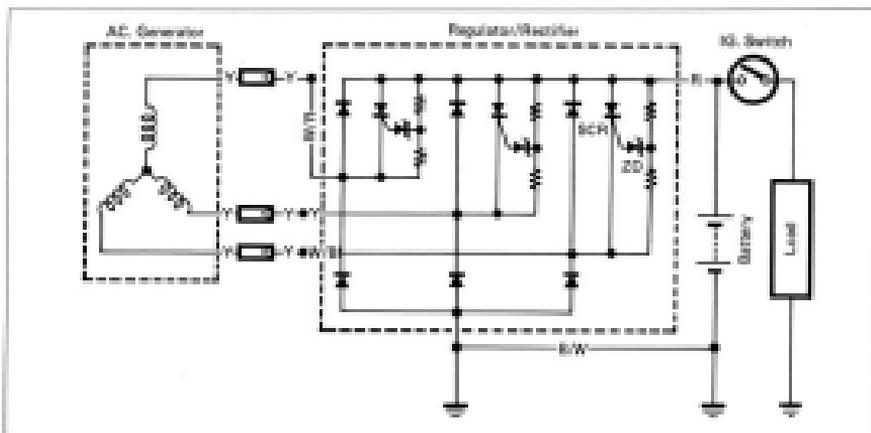 A.C. Generator
Regulator/Rectifier
IG. Switch
Y
Y
R
SCR
ZD
Y
Y
Y
Y
Y
Battery
Load
B/W